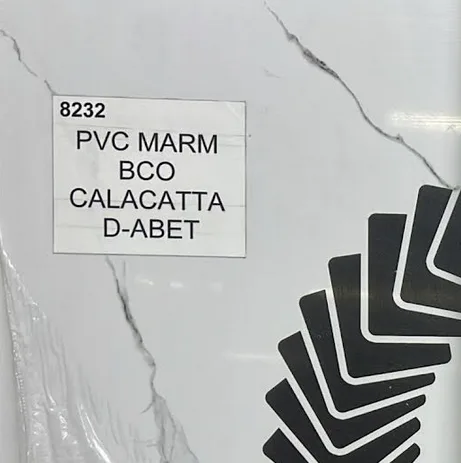 8232
PVC MARM
BCO
CALACATTA
D-ABET